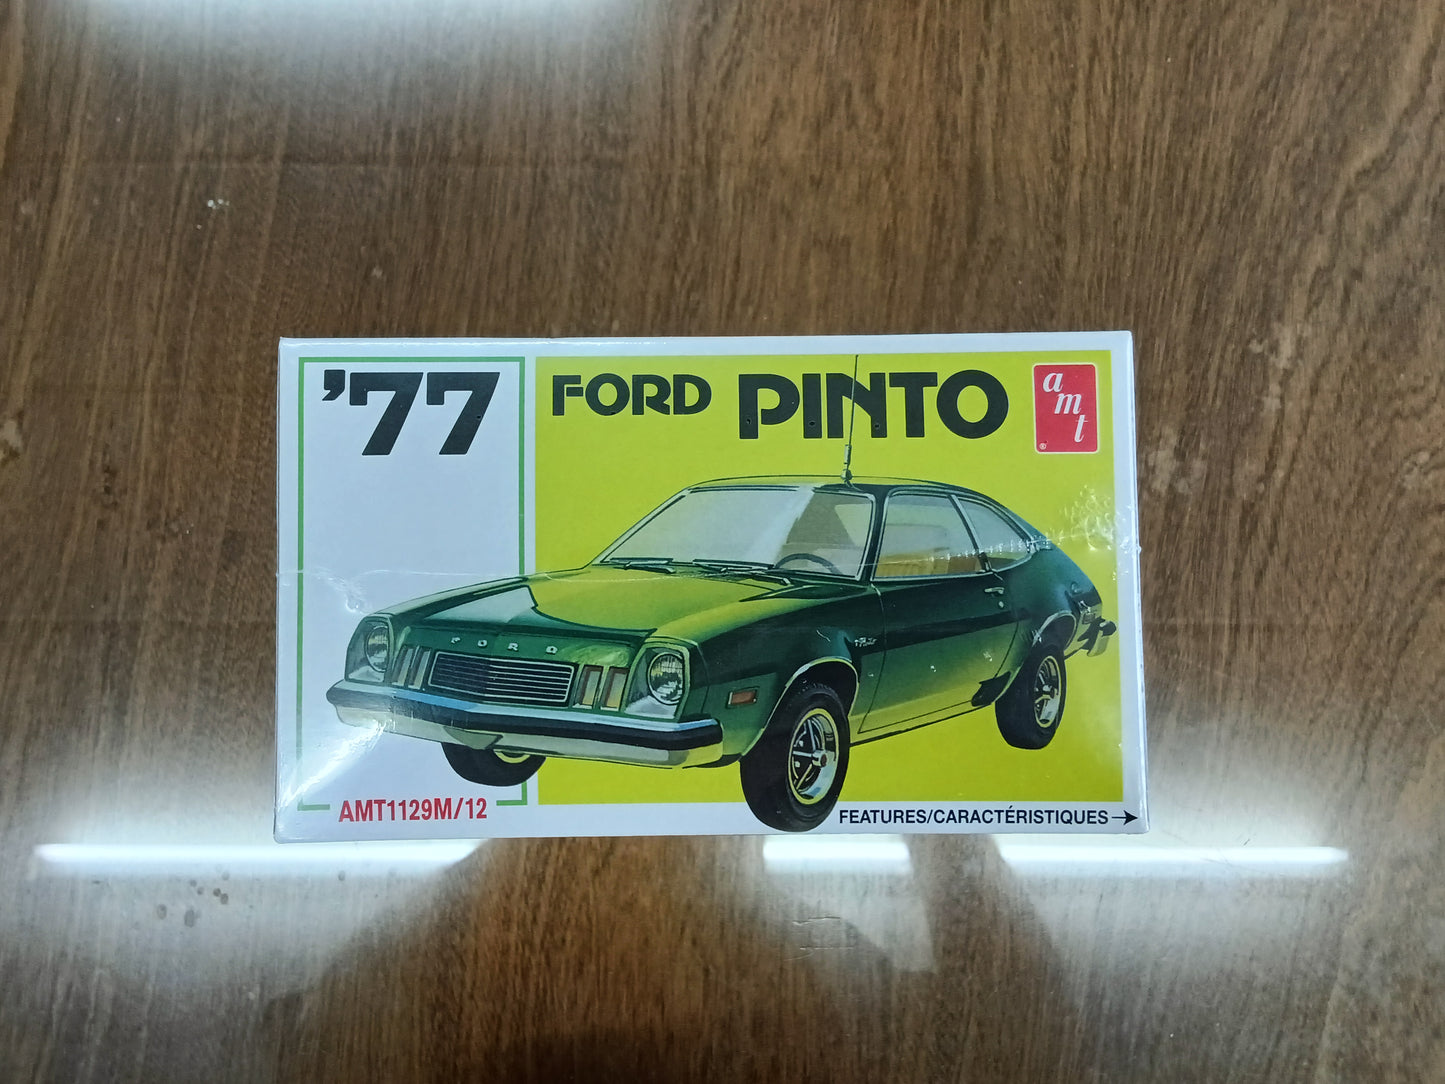 '77
FORD PINTO
amt
®
FORD
AMT1129M/12
FEATURES/CARACTÉRISTIQUES